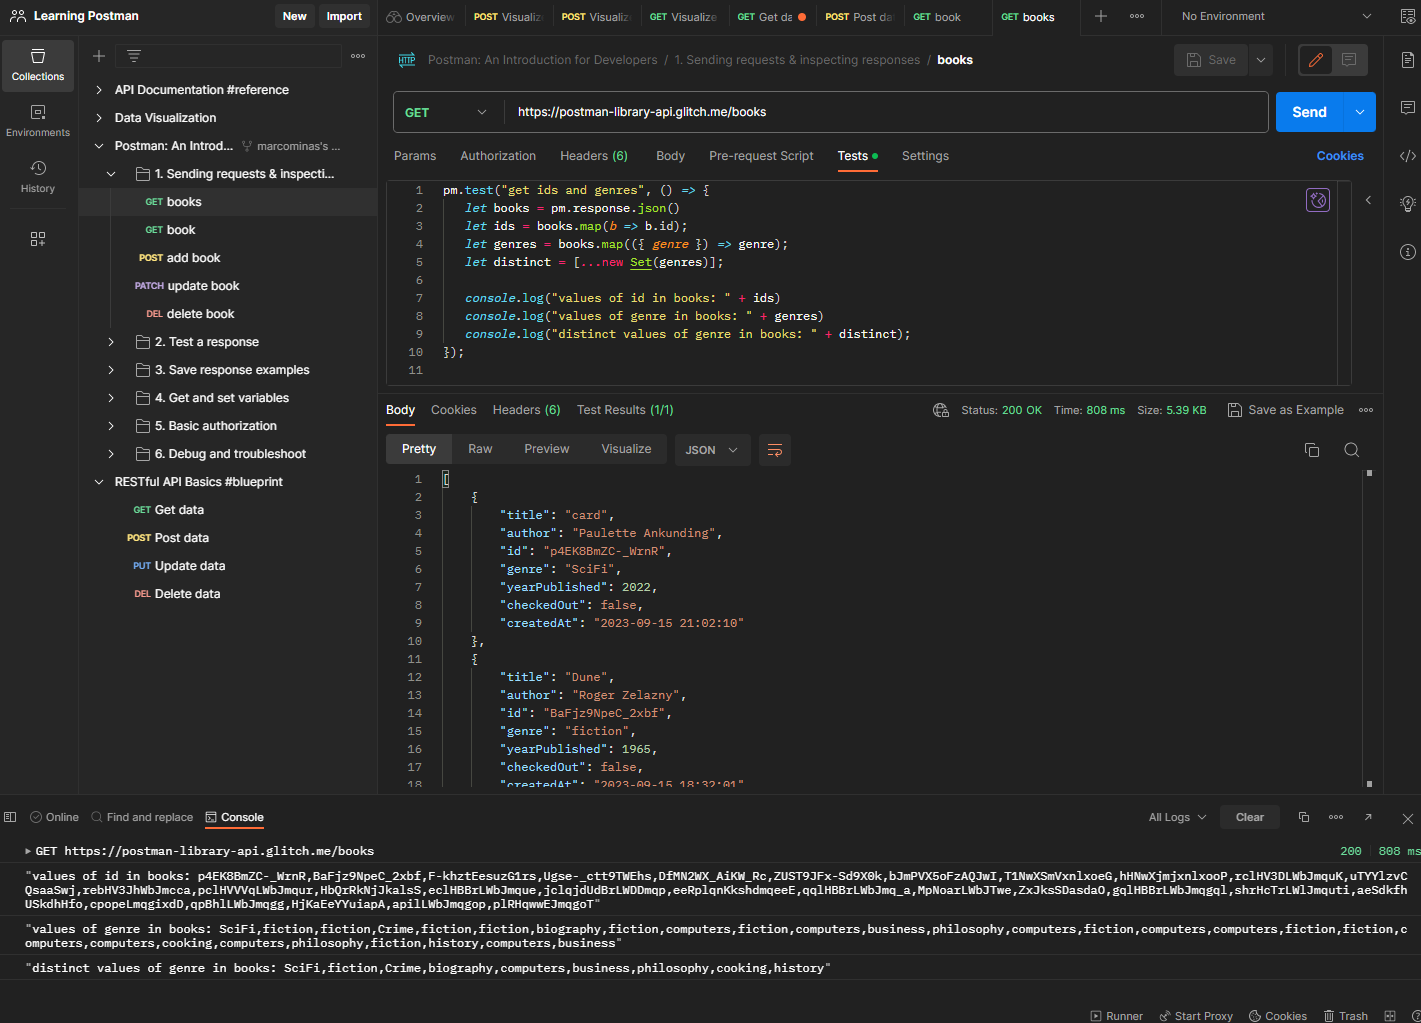 Learning Postman
New Import
Overview
POST Visualiz
POST Visualiz
GET Visualize
GET Get da
POST Post da
GET book
GET books
No Environment
Collections
Environments
History
API Documentation #reference
Data Visualization
Postman: An Introd... marcominas's ...
1. Sending requests & inspecti...
GET books
GET book
POST add book
PATCH update book
DEL delete book
2. Test a response
3. Save response examples
4. Get and set variables
5. Basic authorization
6. Debug and troubleshoot
RESTful API Basics #blueprint
GET Get data
POST Post data
PUT Update data
DEL Delete data
HTTP Postman: An Introduction for Developers / 1. Sending requests & inspecting responses / books
Save
GET https://postman-library-api.glitch.me/books
Send
Params Authorization Headers (6) Body Pre-request Script Tests Settings Cookies
1 pm.test("get ids and genres", () => {
2 let books = pm.response.json()
3 let ids = books.map(b => b.id);
4 let genres = books.map(({ genre }) => genre);
5 let distinct = [...new Set(genres)];
6
7 console.log("values of id in books: " + ids)
8 console.log("values of genre in books: " + genres)
9 console.log("distinct values of genre in books: " + distinct);
10 });
11
Body Cookies Headers (6) Test Results (1/1) Status: 200 OK Time: 808 ms Size: 5.39 KB Save as Example
Pretty Raw Preview Visualize JSON
1 [
2 {
3 "title": "card",
4 "author": "Paulette Ankunding",
5 "id": "p4EK8BmZC-_WrnR",
6 "genre": "SciFi",
7 "yearPublished": 2022,
8 "checkedOut": false,
9 "createdAt": "2023-09-15 21:02:10"
10 },
11 {
12 "title": "Dune",
13 "author": "Roger Zelazny",
14 "id": "BaFjz9NpeC_2xbf",
15 "genre": "fiction",
16 "yearPublished": 1965,
17 "checkedOut": false,
18 "createdAt": "2023-09-15 18:32:01"
Online Find and replace Console All Logs Clear
GET https://postman-library-api.glitch.me/books 200 808 ms
"values of id in books: p4EK8BmZC-_WrnR,BaFjz9NpeC_2xbf,F-khztEesuzG1rs,Ugse-_ctt9TWEhs,DfMN2WX_AiKW_Rc,ZUST9JFx-Sd9X0k,bJmPVX5oFzAQJwI,T1NwXSmVxnlxoeG,hHNwXjmjxnlxooP,rclHV3DLWbJmquK,uTYYlzvC
QsaaSwj,rebHV3JhWbJmcca,pclHVVVqLWbJmqur,HbQrRkNjJkalsS,eclHBBrLWbJmque,jclqjdUdBrLWDDmqp,eeRplqnKkshdmqeeE,qqlHBBrLWbJmq_a,MpNoarLWbJTwe,ZxJksSDasdaO,gqlHBBrLWbJmqgql,shrHcTrLWlJmquti,aeSdkfh
USkdhHfo,cpopeLmqgixdD,qpBhlLWbJmqgg,HjKaEeYYuiapA,apilLWbJmqgop,plRHqwwEJmqgoT"
"values of genre in books: SciFi,fiction,fiction,Crime,fiction,fiction,biography,fiction,computers,fiction,computers,business,philosophy,computers,fiction,computers,computers,fiction,fiction,c
omputers,computers,cooking,computers,philosophy,fiction,history,computers,business"
"distinct values of genre in books: SciFi,fiction,Crime,biography,computers,business,philosophy,cooking,history"
Runner Start Proxy Cookies Trash